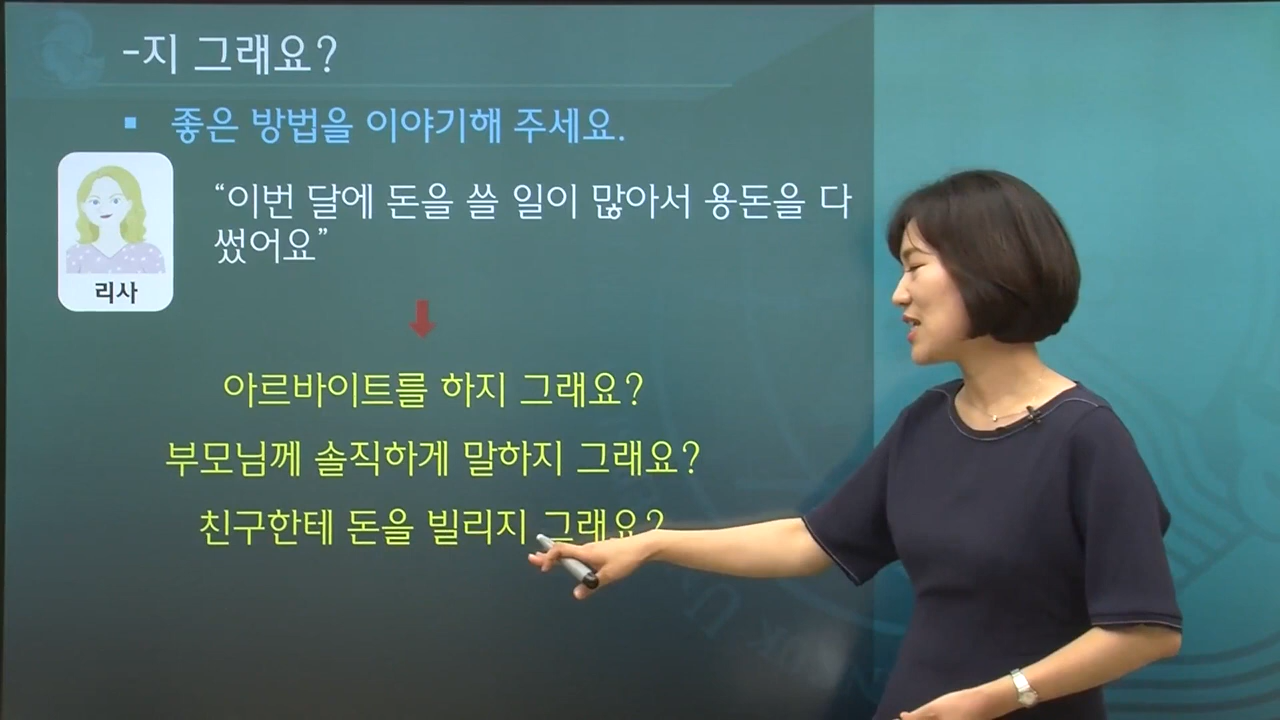 -지 그래요?
좋은 방법을 이야기해 주세요.
“이번 달에 돈을 쓸 일이 많아서 용돈을 다
썼어요”
리사
아르바이트를 하지 그래요?
부모님께 솔직하게 말하지 그래요?
친구한테 돈을 빌리지 그래요?